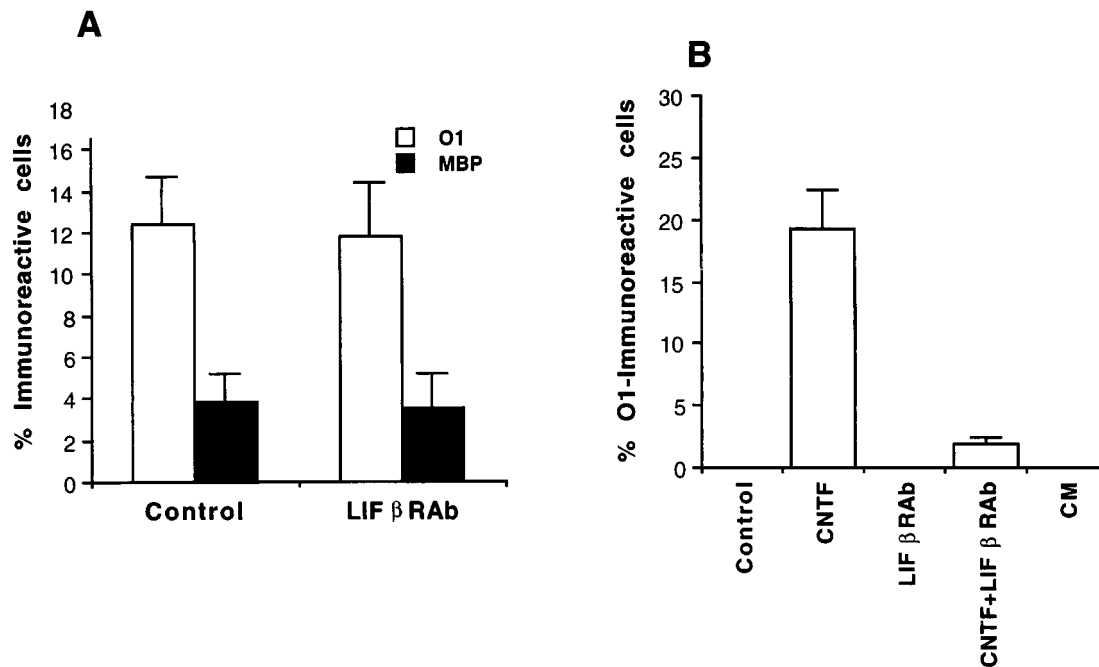 A
% Immunoreactive cells
18
16
14
12
10
8
6
4
2
0
O1
MBP
Control
LIF β RAb
B
% O1-Immunoreactive cells
30
25
20
15
10
5
0
Control
CNTF
LIF β RAb
CNTF+LIF β RAb
CM